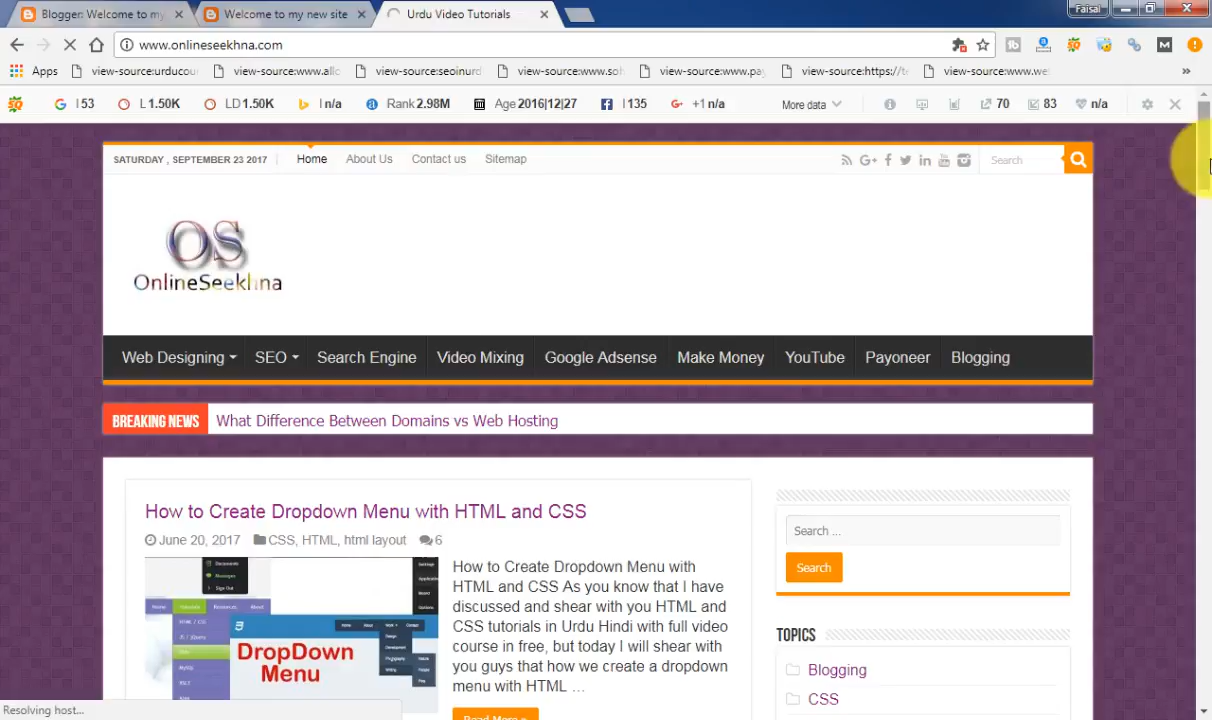 Blogger: Welcome to my
Welcome to my new site
Urdu Video Tutorials
Faisal
www.onlineseekhna.com
Apps
view-source:urducou
view-source:www.allc
view-source:seoinurd
view-source:www.soh
view-source:www.pay
view-source:https://te
view-source:www.we
I 53
L 1.50K
LD 1.50K
I n/a
Rank 2.98M
Age 2016|12|27
I 135
+1 n/a
More data
70
83
n/a
SATURDAY , SEPTEMBER 23 2017
Home
About Us
Contact us
Sitemap
Search
OS
OnlineSeekhna
Web Designing
SEO
Search Engine
Video Mixing
Google Adsense
Make Money
YouTube
Payoneer
Blogging
BREAKING NEWS
What Difference Between Domains vs Web Hosting
How to Create Dropdown Menu with HTML and CSS
June 20, 2017
CSS, HTML, html layout
6
DropDown
Menu
How to Create Dropdown Menu with
HTML and CSS As you know that I have
discussed and shear with you HTML and
CSS tutorials in Urdu Hindi with full video
course in free, but today I will shear with
you guys that how we create a dropdown
menu with HTML ...
Read More »
Search ...
Search
TOPICS
Blogging
CSS
Resolving host...